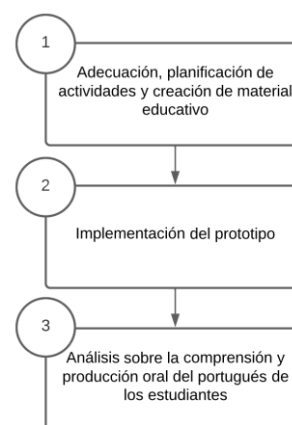 1
Adecuación, planificación de
actividades y creación de material
educativo
2
Implementación del prototipo
3
Análisis sobre la comprensión y
producción oral del portugués de
los estudiantes